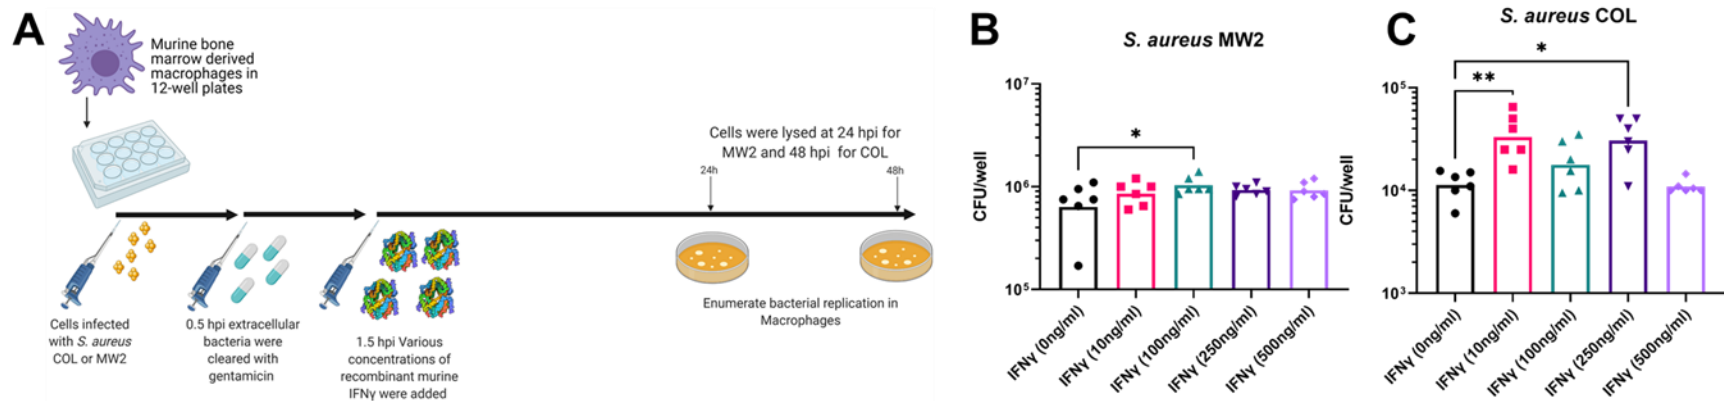 A
Murine bone
marrow derived
macrophages in
12-well plates
Cells were lysed at 24 hpi for
MW2 and 48 hpi for COL
24h
48h
Cells infected
with S. aureus
COL or MW2
0.5 hpi extracellular
bacteria were
cleared with
gentamicin
1.5 hpi Various
concentrations of
recombinant murine
IFNγ were added
Enumerate bacterial replication in
Macrophages
B
S. aureus MW2
CFU/well
10⁷
10⁶
10⁵
*
IFNγ (0ng/ml)
IFNγ (10ng/ml)
IFNγ (100ng/ml)
IFNγ (250ng/ml)
IFNγ (500ng/ml)
C
S. aureus COL
CFU/well
10⁵
10⁴
10³
*
**
IFNγ (0ng/ml)
IFNγ (10ng/ml)
IFNγ (100ng/ml)
IFNγ (250ng/ml)
IFNγ (500ng/ml)